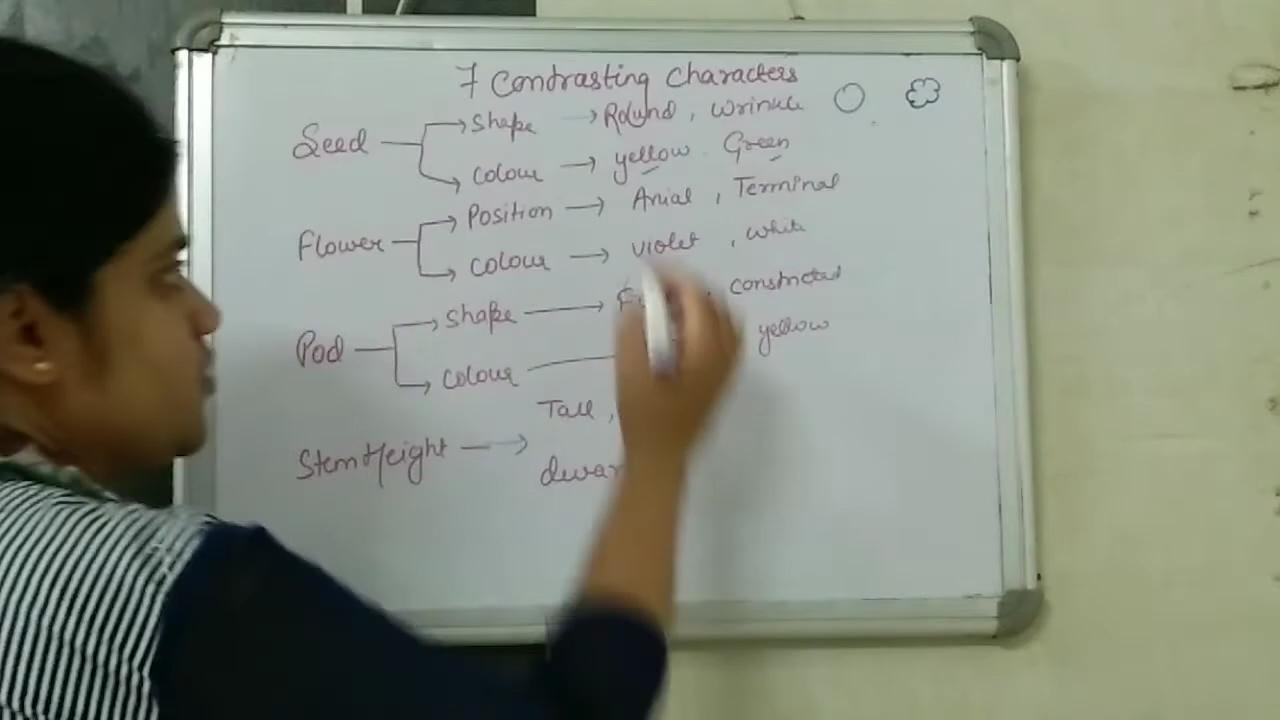 7 Contrasting Characters
Seed → Shape → Round, Wrinkle
Colour → yellow Green
Flower → Position → Axial, Terminal
Colour → Violet, white
Pod → Shape → constricted
Colour yellow
Stem Height → Tall,